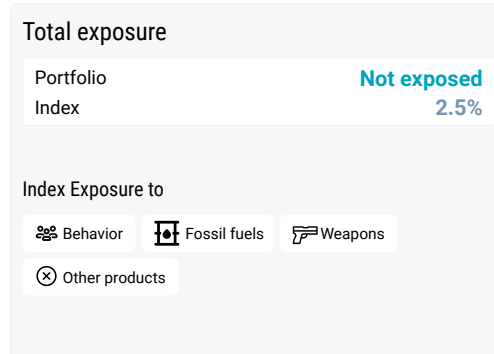 Total exposure
Portfolio Not exposed
Index 2.5%
Index Exposure to
Behavior Fossil fuels Weapons
Other products